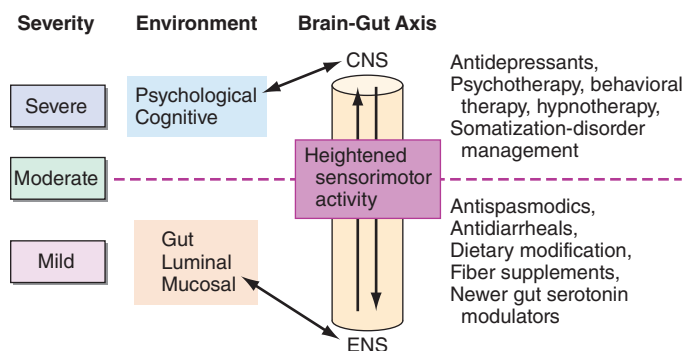 Severity
Environment
Brain-Gut Axis
CNS
Severe
Psychological
Cognitive
Antidepressants,
Psychotherapy, behavioral
therapy, hypnotherapy,
Somatization-disorder
management
Moderate
Heightened
sensorimotor
activity
Mild
Gut
Luminal
Mucosal
Antispasmodics,
Antidiarrheals,
Dietary modification,
Fiber supplements,
Newer gut serotonin
modulators
ENS